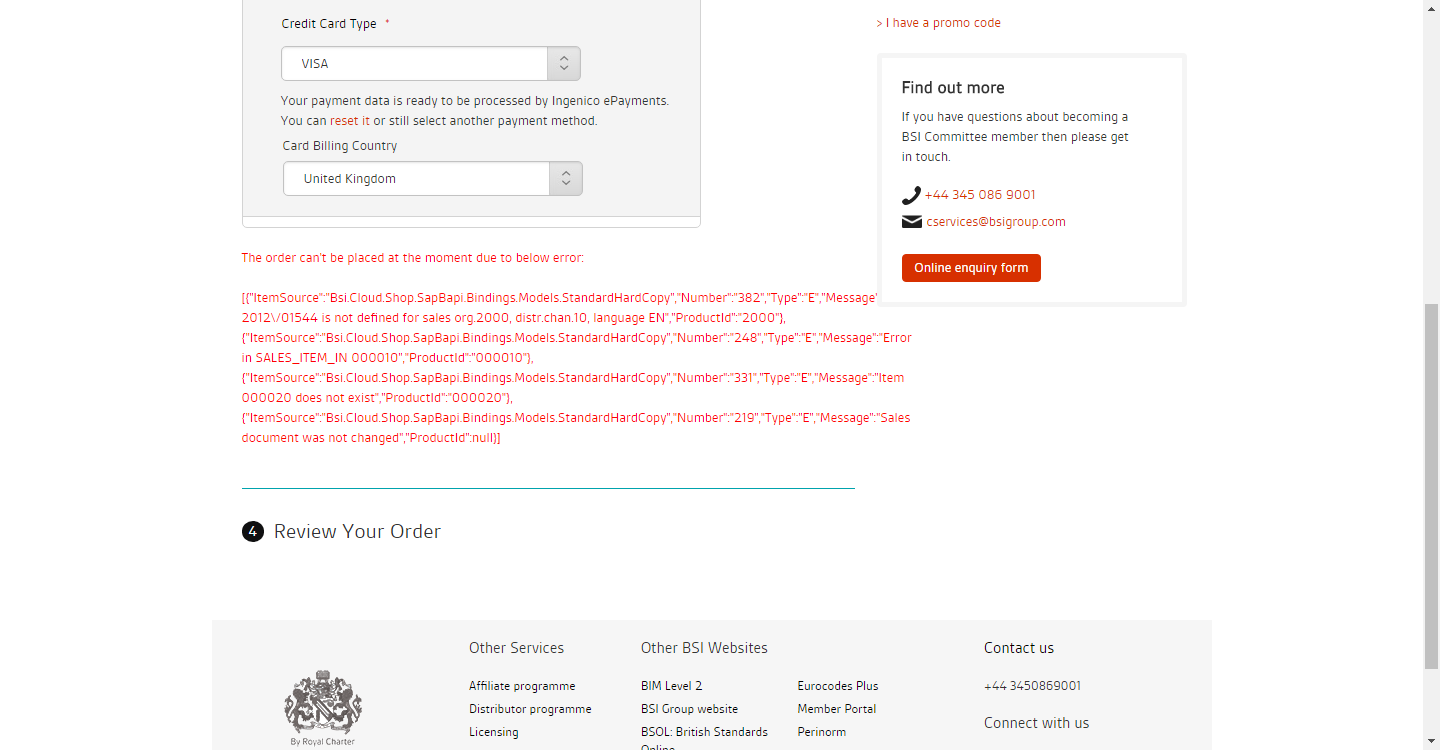 Credit Card Type *
VISA
Your payment data is ready to be processed by Ingenico ePayments.
You can reset it or still select another payment method.
Card Billing Country
United Kingdom
The order can't be placed at the moment due to below error:
[{"ItemSource":"Bsi.Cloud.Shop.SapBapi.Bindings.Models.StandardHardCopy","Number":"382","Type":"E","Message"
2012\/01544 is not defined for sales org.2000, distr.chan.10, language EN","ProductId":"2000"},
{"ItemSource":"Bsi.Cloud.Shop.SapBapi.Bindings.Models.StandardHardCopy","Number":"248","Type":"E","Message":"Error
in SALES_ITEM_IN 000010","ProductId":"000010"},
{"ItemSource":"Bsi.Cloud.Shop.SapBapi.Bindings.Models.StandardHardCopy","Number":"331","Type":"E","Message":"Item
000020 does not exist","ProductId":"000020"},
{"ItemSource":"Bsi.Cloud.Shop.SapBapi.Bindings.Models.StandardHardCopy","Number":"219","Type":"E","Message":"Sales
document was not changed","ProductId":null}]
4 Review Your Order
> I have a promo code
Find out more
If you have questions about becoming a
BSI Committee member then please get
in touch.
+44 345 086 9001
cservices@bsigroup.com
Online enquiry form
By Royal Charter
Other Services
Affiliate programme
Distributor programme
Licensing
Other BSI Websites
BIM Level 2
BSI Group website
BSOL: British Standards
Online
Eurocodes Plus
Member Portal
Perinorm
Contact us
+44 3450869001
Connect with us